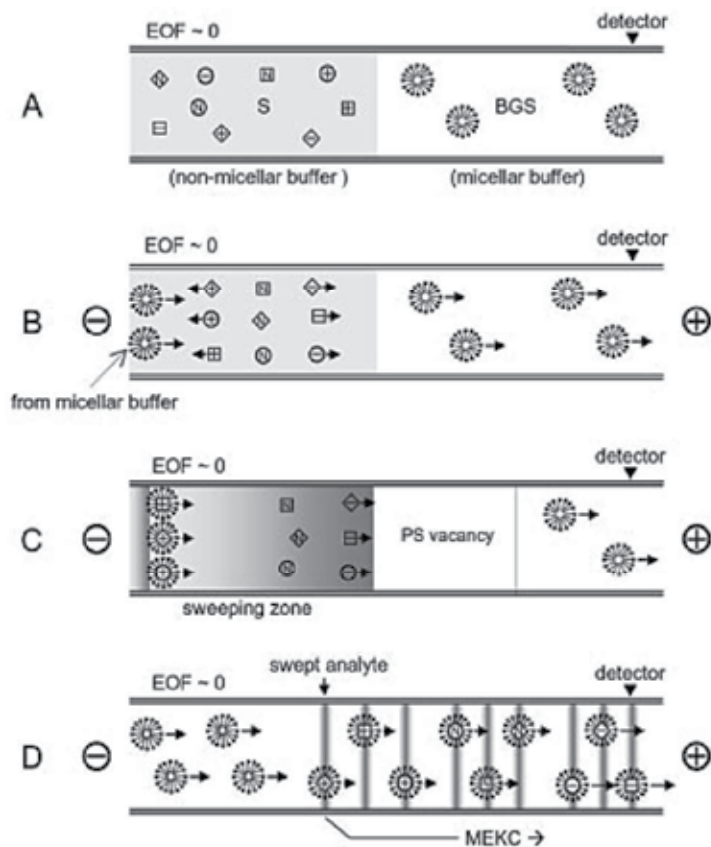 EOF ~ 0
detector
A
S
BGS
(non-micellar buffer )
(micellar buffer)
EOF ~ 0
detector
B
from micellar buffer
EOF ~ 0
detector
C
PS vacancy
sweeping zone
swept analyte
EOF ~ 0
detector
D
MEKC →